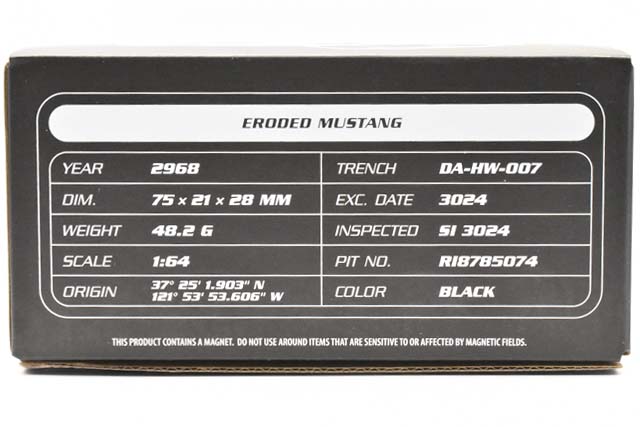 ERODED MUSTANG
YEAR 2968 TRENCH DA-HW-007
DIM. 75 × 21 × 28 MM EXC. DATE 3024
WEIGHT 48.2 G INSPECTED SI 3024
SCALE 1:64 PIT NO. RI8785074
ORIGIN 37° 25' 1.903" N
121° 53' 53.606" W COLOR BLACK
THIS PRODUCT CONTAINS A MAGNET. DO NOT USE AROUND ITEMS THAT ARE SENSITIVE TO OR AFFECTED BY MAGNETIC FIELDS.